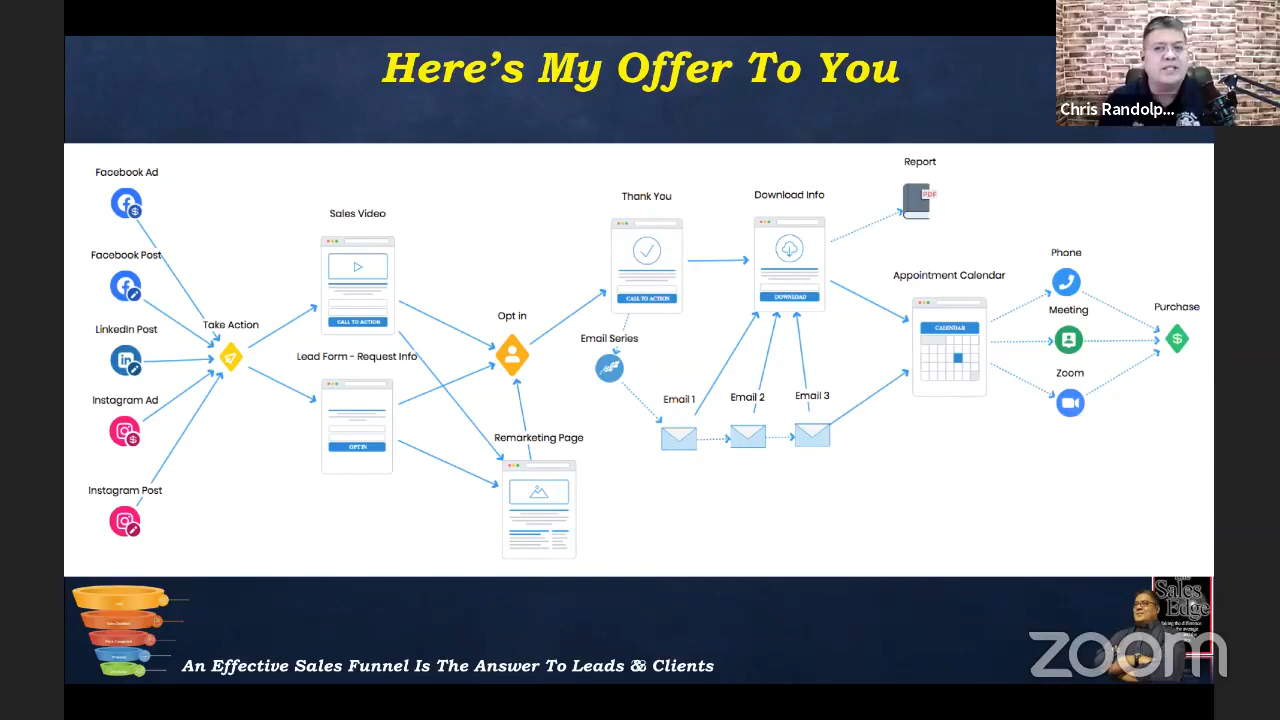 Here's My Offer To You
Chris Randolp...
Facebook Ad
Facebook Post
LinkedIn Post
Instagram Ad
Instagram Post
Take Action
Sales Video
CALL TO ACTION
Lead Form - Request Info
OPT IN
Opt in
Remarketing Page
Thank You
CALL TO ACTION
Email Series
Email 1
Email 2
Email 3
Download Info
DOWNLOAD
Report
PDF
Appointment Calendar
CALENDAR
Phone
Meeting
Zoom
Purchase
An Effective Sales Funnel Is The Answer To Leads & Clients
Sales
Edge
zoom